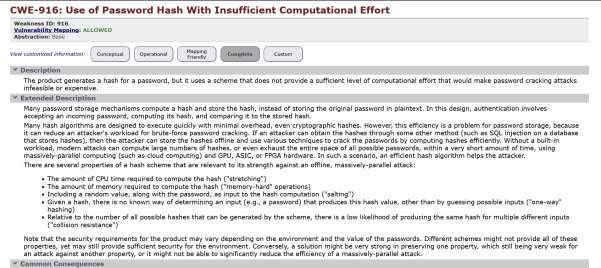 CWE-916: Use of Password Hash With Insufficient Computational Effort
Weakness ID: 916
Vulnerability Mapping: ALLOWED
Abstraction: Base
View customized information: Conceptual Operational Mapping Friendly Complete Custom
Description
The product generates a hash for a password, but it uses a scheme that does not provide a sufficient level of computational effort that would make password cracking attacks
infeasible or expensive.
Extended Description
Many password storage mechanisms compute a hash and store the hash, instead of storing the original password in plaintext. In this design, authentication involves
accepting an incoming password, computing its hash, and comparing it to the stored hash.
Many hash algorithms are designed to execute quickly with minimal overhead, even cryptographic hashes. However, this efficiency is a problem for password storage, because
it can reduce an attacker's workload for brute-force password cracking. If an attacker can obtain the hashes through some other method (such as SQL injection on a database
that stores hashes), then the attacker can store the hashes offline and use various techniques to crack the passwords by computing hashes efficiently. Without a built-in
workload, modern attacks can compute large numbers of hashes, or even exhaust the entire space of all possible passwords, within a very short amount of time, using
massively-parallel computing (such as cloud computing) and GPU, ASIC, or FPGA hardware. In such a scenario, an efficient hash algorithm helps the attacker.
There are several properties of a hash scheme that are relevant to its strength against an offline, massively-parallel attack:
• The amount of CPU time required to compute the hash ("stretching")
• The amount of memory required to compute the hash ("memory-hard" operations)
• Including a random value, along with the password, as input to the hash computation ("salting")
• Given a hash, there is no known way of determining an input (e.g., a password) that produces this hash value, other than by guessing possible inputs ("one-way"
hashing)
• Relative to the number of all possible hashes that can be generated by the scheme, there is a low likelihood of producing the same hash for multiple different inputs
("collision resistance")
Note that the security requirements for the product may vary depending on the environment and the value of the passwords. Different schemes might not provide all of these
properties, yet may still provide sufficient security for the environment. Conversely, a solution might be very strong in preserving one property, which still being very weak for
an attack against another property, or it might not be able to significantly reduce the efficiency of a massively-parallel attack.
Common Consequences